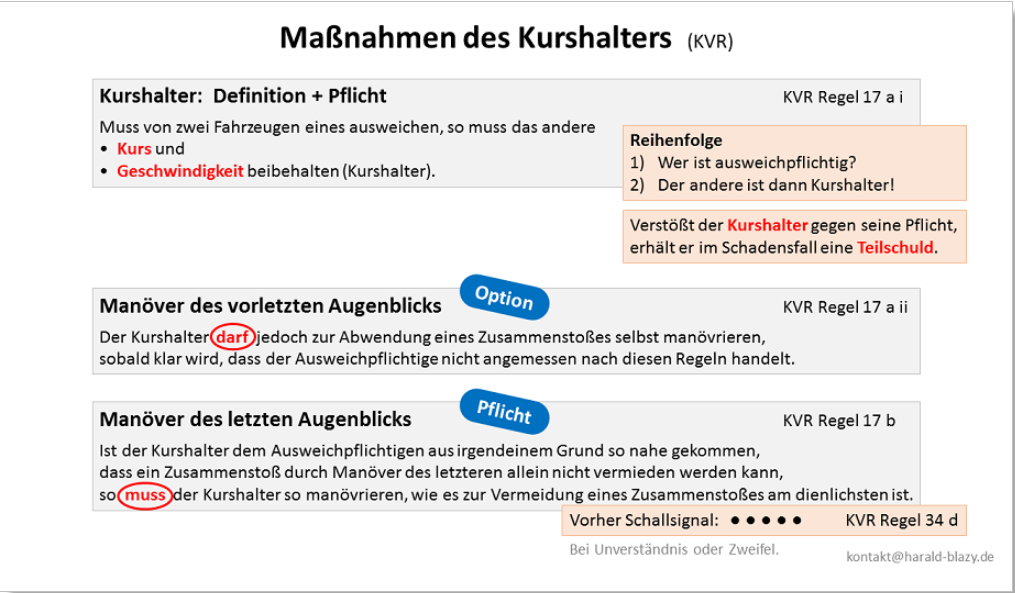 Maßnahmen des Kurshalters (KVR)
Kurshalter: Definition + Pflicht KVR Regel 17 a i
Muss von zwei Fahrzeugen eines ausweichen, so muss das andere
• Kurs und
• Geschwindigkeit beibehalten (Kurshalter).
Reihenfolge
1) Wer ist ausweichpflichtig?
2) Der andere ist dann Kurshalter!
Verstößt der Kurshalter gegen seine Pflicht,
erhält er im Schadensfall eine Teilschuld.
Manöver des vorletzten Augenblicks Option KVR Regel 17 a ii
Der Kurshalter darf jedoch zur Abwendung eines Zusammenstoßes selbst manövrieren,
sobald klar wird, dass der Ausweichpflichtige nicht angemessen nach diesen Regeln handelt.
Manöver des letzten Augenblicks Pflicht KVR Regel 17 b
Ist der Kurshalter dem Ausweichpflichtigen aus irgendeinem Grund so nahe gekommen,
dass ein Zusammenstoß durch Manöver des letzteren allein nicht vermieden werden kann,
so muss der Kurshalter so manövrieren, wie es zur Vermeidung eines Zusammenstoßes am dienlichsten ist.
Vorher Schallsignal: ● ● ● ● ● KVR Regel 34 d
Bei Unverständnis oder Zweifel.
kontakt@harald-blazy.de